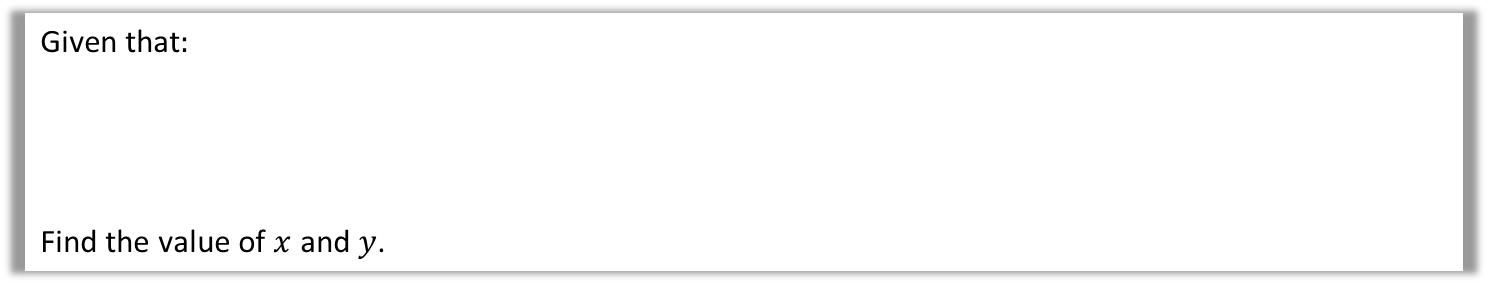 Given that:
Find the value of x and y.